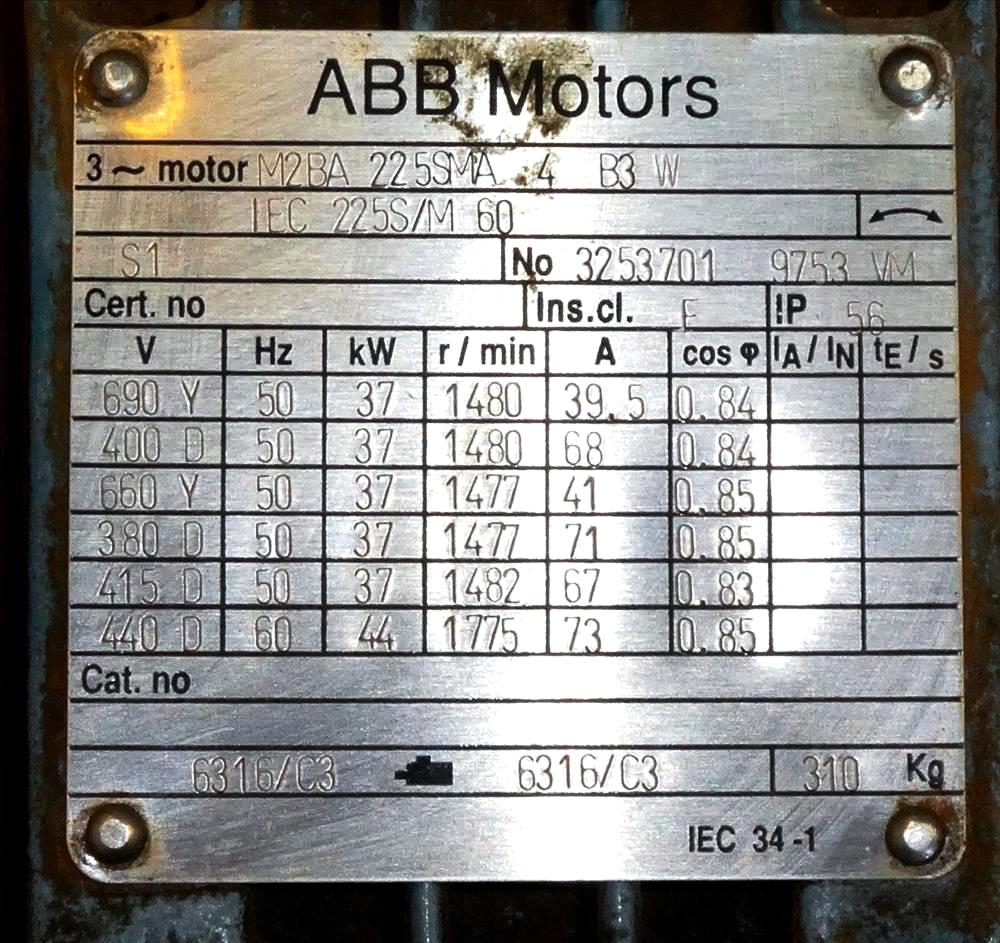 ABB Motors
3 ~ motor M2BA 225SMA 4 B3 W
IEC 225S/M 60
S1 No 3253701 9753 VM
Cert. no Ins.cl. F IP 56
V Hz kW r / min A cos φ IA / IN tE / s
690 Y 50 37 1480 39.5 0.84
400 D 50 37 1480 68 0.84
660 Y 50 37 1477 41 0.85
380 D 50 37 1477 71 0.85
415 D 50 37 1482 67 0.83
440 D 60 44 1775 73 0.85
Cat. no
6316/C3 6316/C3 310 Kg
IEC 34-1